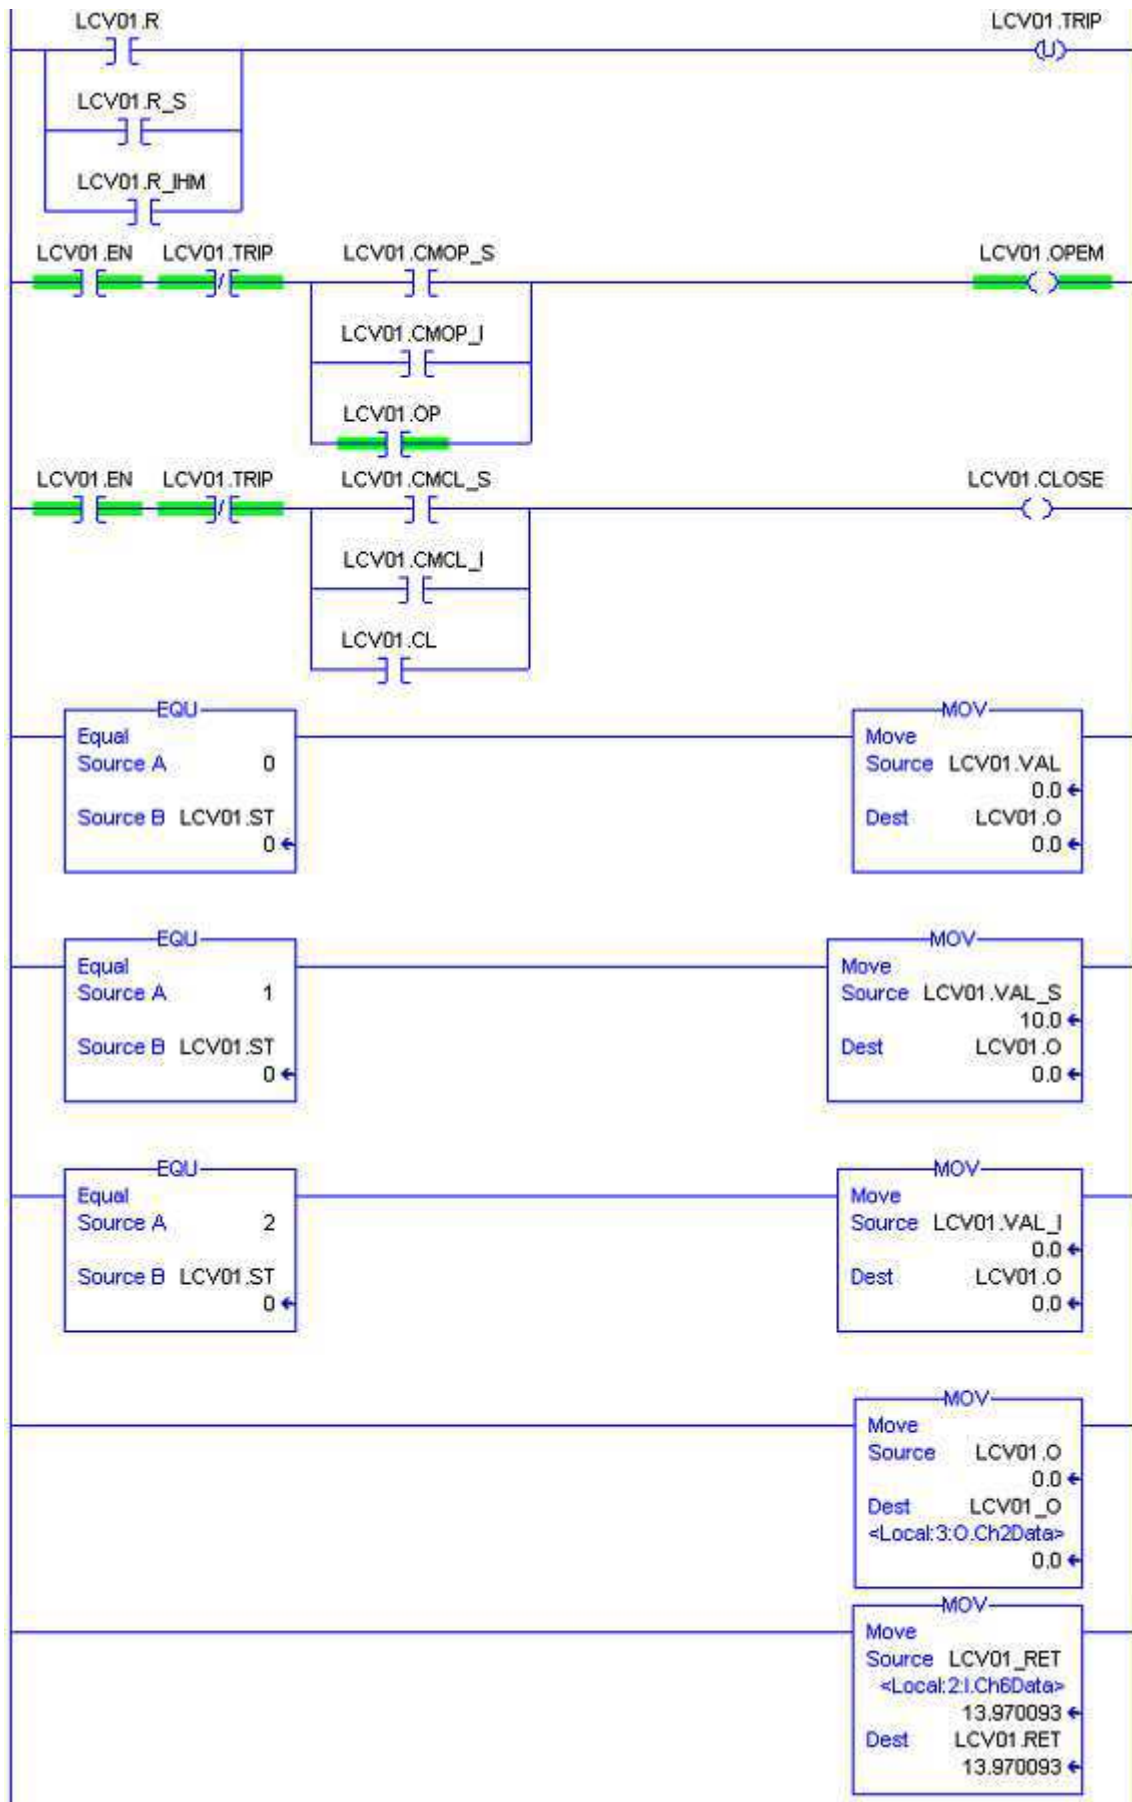 LCV01.R
LCV01.TRIP
U
LCV01.R_S
LCV01.R_IHM
LCV01.EN LCV01.TRIP LCV01.CMOP_S LCV01.OPEM
LCV01.CMOP_I
LCV01.OP
LCV01.EN LCV01.TRIP LCV01.CMCL_S LCV01.CLOSE
LCV01.CMCL_I
LCV01.CL
EQU
Equal
Source A 0
Source B LCV01.ST
0
MOV
Move
Source LCV01.VAL
0.0
Dest LCV01.O
0.0
EQU
Equal
Source A 1
Source B LCV01.ST
0
MOV
Move
Source LCV01.VAL_S
10.0
Dest LCV01.O
0.0
EQU
Equal
Source A 2
Source B LCV01.ST
0
MOV
Move
Source LCV01.VAL_I
0.0
Dest LCV01.O
0.0
MOV
Move
Source LCV01.O
0.0
Dest LCV01_O
<Local:3:O.Ch2Data>
0.0
MOV
Move
Source LCV01_RET
<Local:2:I.Ch6Data>
13.970093
Dest LCV01.RET
13.970093